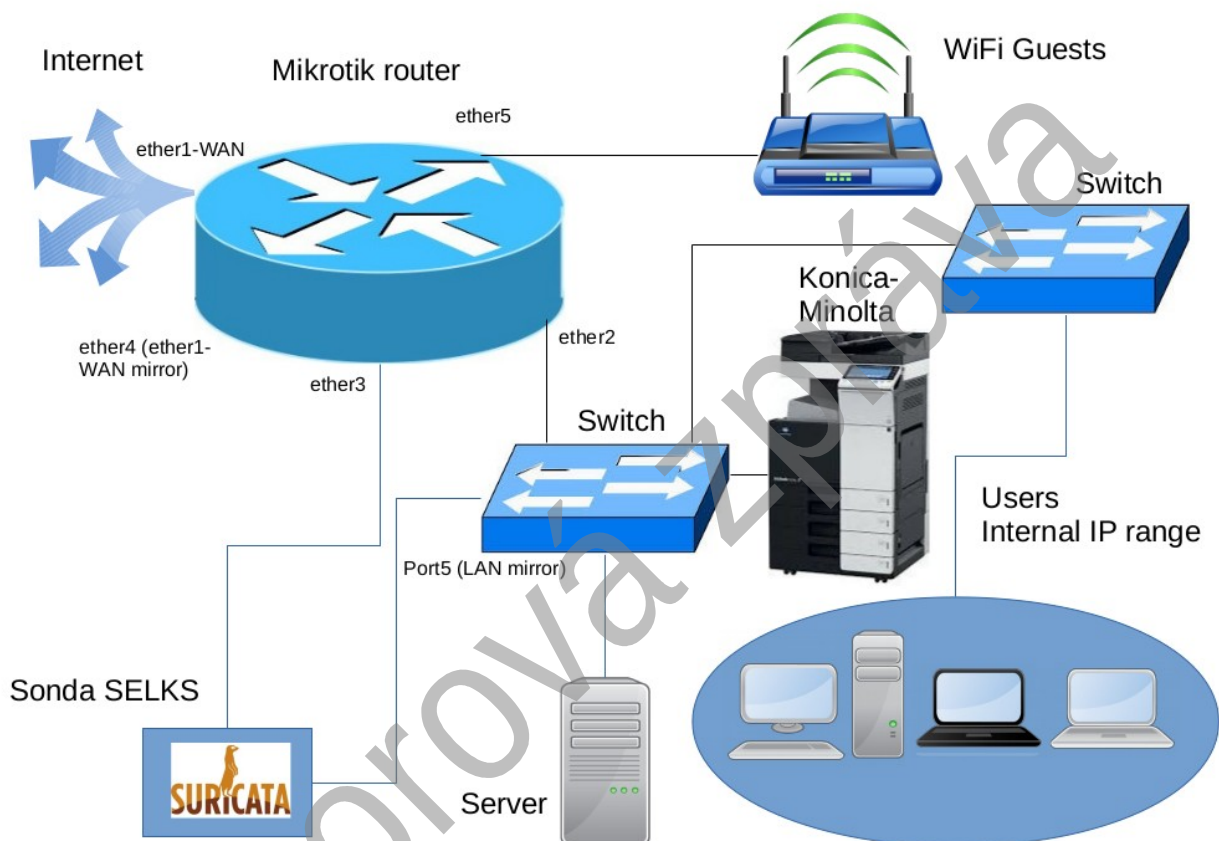 Internet
Mikrotik router
WiFi Guests
ether5
ether1-WAN
Switch
Konica-
Minolta
ether4 (ether1-
WAN mirror)
ether2
ether3
Switch
Users
Internal IP range
Port5 (LAN mirror)
Sonda SELKS
SURICATA
Server
orová zpráva